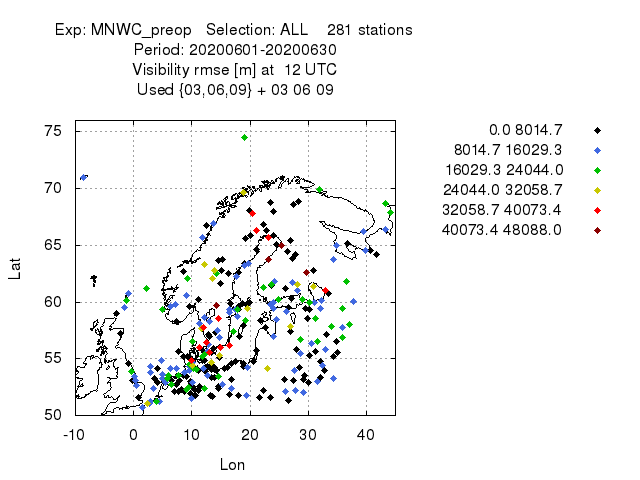 Exp: MNWC_preop Selection: ALL 281 stations
Period: 20200601-20200630
Visibility rmse [m] at 12 UTC
Used {03,06,09} + 03 06 09
0.0 8014.7
8014.7 16029.3
16029.3 24044.0
24044.0 32058.7
32058.7 40073.4
40073.4 48088.0
75
70
65
60
55
50
Lat
-10 0 10 20 30 40
Lon